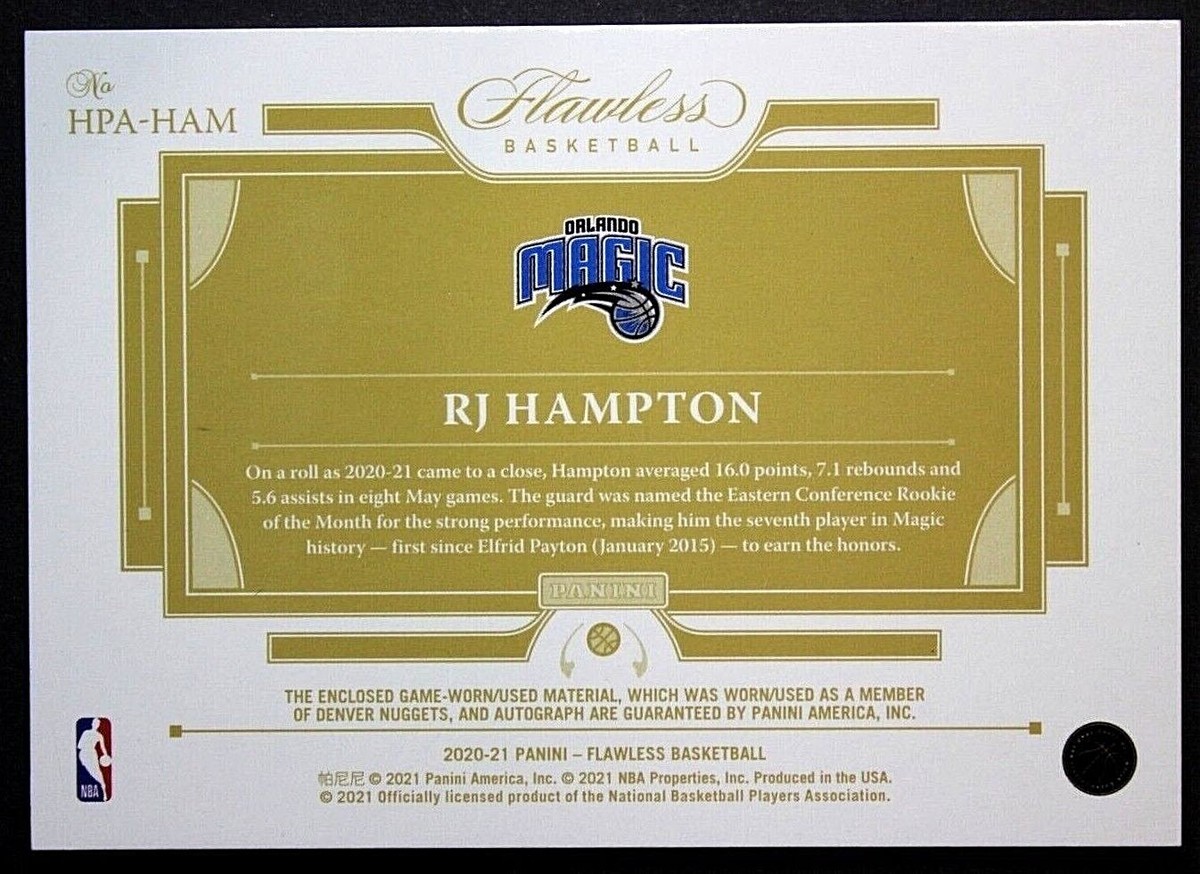 No
HPA-HAM
Flawless
BASKETBALL
ORLANDO
MAGIC
RJ HAMPTON
On a roll as 2020-21 came to a close, Hampton averaged 16.0 points, 7.1 rebounds and
5.6 assists in eight May games. The guard was named the Eastern Conference Rookie
of the Month for the strong performance, making him the seventh player in Magic
history — first since Elfrid Payton (January 2015) — to earn the honors.
PANINI
THE ENCLOSED GAME-WORN/USED MATERIAL, WHICH WAS WORN/USED AS A MEMBER
OF DENVER NUGGETS, AND AUTOGRAPH ARE GUARANTEED BY PANINI AMERICA, INC.
2020-21 PANINI – FLAWLESS BASKETBALL
帕尼尼 © 2021 Panini America, Inc. © 2021 NBA Properties, Inc. Produced in the USA.
© 2021 Officially licensed product of the National Basketball Players Association.
NBA